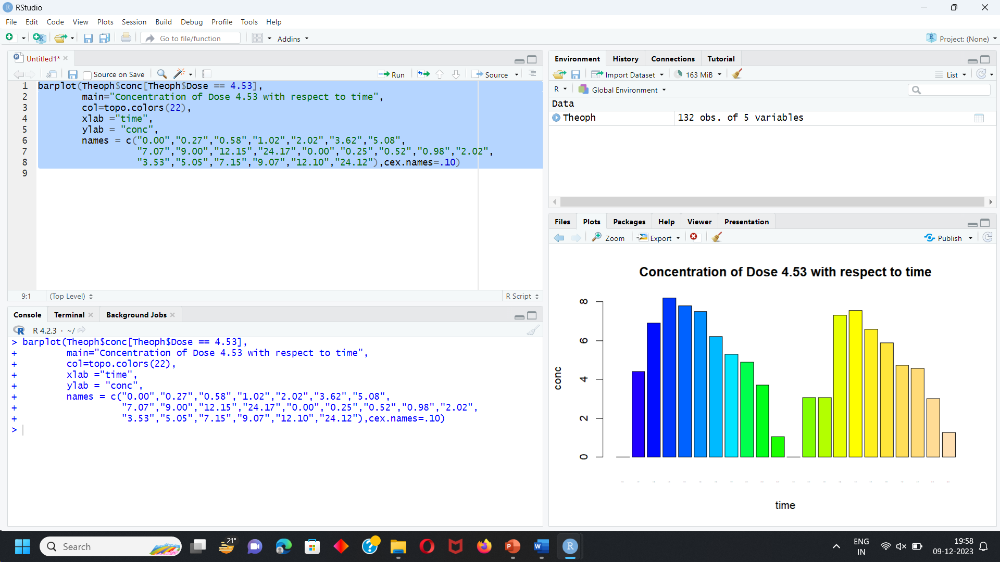 RStudio
File Edit Code View Plots Session Build Debug Profile Tools Help
Go to file/function Addins Project: (None)
Untitled1*
Source on Save Run Source
1 barplot(Theoph$conc[Theoph$Dose == 4.53],
2 main="Concentration of Dose 4.53 with respect to time",
3 col=topo.colors(22),
4 xlab ="time",
5 ylab = "conc",
6 names = c("0.00","0.27","0.58","1.02","2.02","3.62","5.08",
7 "7.07","9.00","12.15","24.17","0.00","0.25","0.52","0.98","2.02",
8 "3.53","5.05","7.15","9.07","12.10","24.12"),cex.names=.10)
9
9:1 (Top Level) R Script
Console Terminal Background Jobs
R 4.2.3 · ~/
> barplot(Theoph$conc[Theoph$Dose == 4.53],
+ main="Concentration of Dose 4.53 with respect to time",
+ col=topo.colors(22),
+ xlab ="time",
+ ylab = "conc",
+ names = c("0.00","0.27","0.58","1.02","2.02","3.62","5.08",
+ "7.07","9.00","12.15","24.17","0.00","0.25","0.52","0.98","2.02",
+ "3.53","5.05","7.15","9.07","12.10","24.12"),cex.names=.10)
>
Environment History Connections Tutorial
Import Dataset 163 MiB List
R Global Environment
Data
Theoph 132 obs. of 5 variables
Files Plots Packages Help Viewer Presentation
Zoom Export Publish
Concentration of Dose 4.53 with respect to time
8
6
4
2
0
conc
time
Search
21°
ENG
IN
19:58
09-12-2023